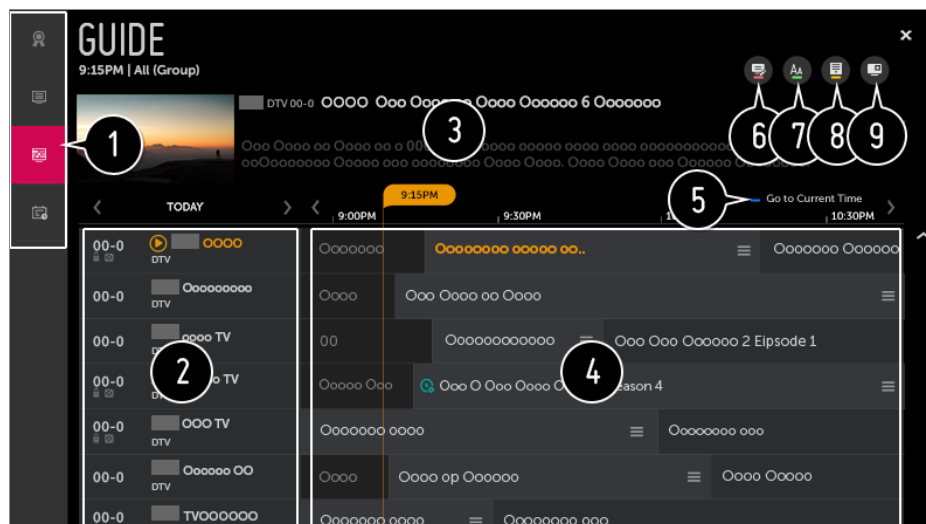 GUIDE
9:15PM | All (Group)
DTV 00-0 OOOO Ooo
Oooo Oooooo 6 Ooooooo
1
3
6 7 8 9
5
Go to Current Time
9:15PM
TODAY
9:00PM 9:30PM 10:30PM
00-0 OOOO Ooooooo Oooooooo ooooo oo.. Ooooooo Oooooo
DTV
00-0 Ooooooooo Oooo Ooo Oooo oo Oooo
DTV
00-0 oooo TV 00 Oooooooooooo Ooo Ooo Oooooo 2 Eipsode 1
2
4
00-0 TV Ooooo Ooo Ooo O Ooo Oooo 4
00-0 OOO TV Ooooooo oooo Oooooooo ooo
DTV
00-0 Oooooo OO Oooo Oooo op Oooooo Oooo Ooooo
DTV
00-0 TVOOOOOO Ooooooo oooo Oooooooo ooo